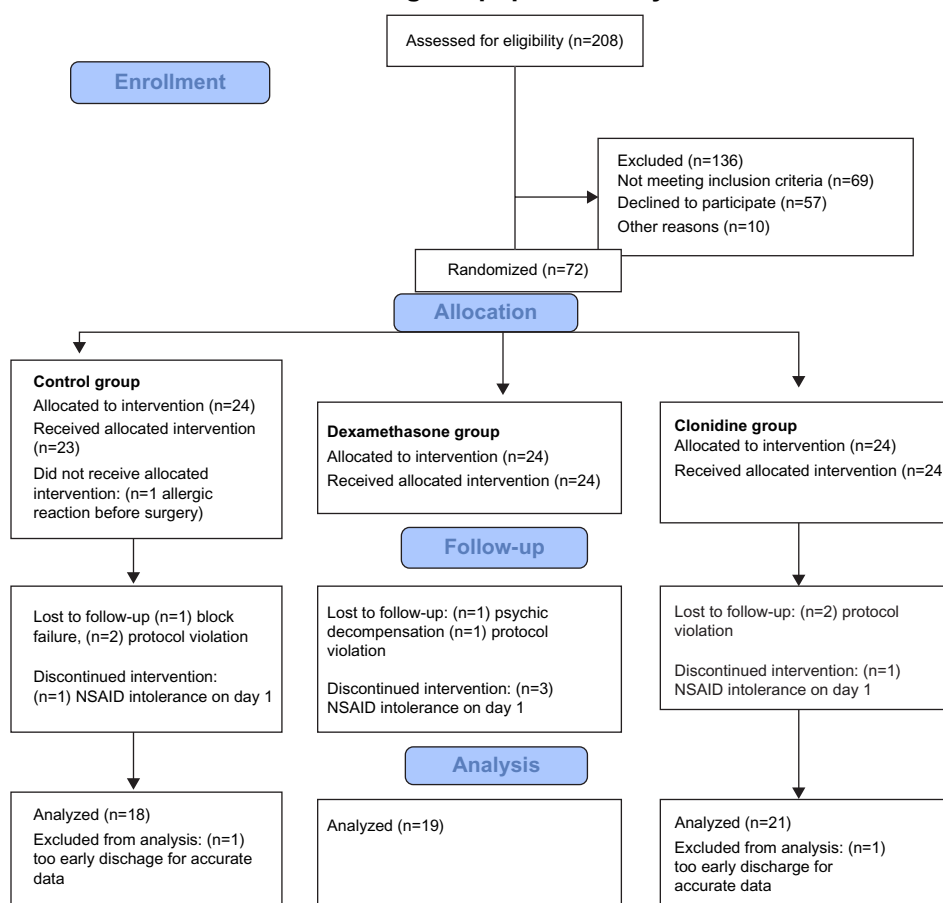 Assessed for eligibility (n=208)
Enrollment
Excluded (n=136)
Not meeting inclusion criteria (n=69)
Declined to participate (n=57)
Other reasons (n=10)
Randomized (n=72)
Allocation
Control group
Allocated to intervention (n=24)
Received allocated intervention
(n=23)
Did not receive allocated
intervention: (n=1 allergic
reaction before surgery)
Dexamethasone group
Allocated to intervention (n=24)
Received allocated intervention (n=24)
Clonidine group
Allocated to intervention (n=24)
Received allocated intervention (n=24
Follow-up
Lost to follow-up (n=1) block
failure, (n=2) protocol violation
Discontinued intervention:
(n=1) NSAID intolerance on day 1
Lost to follow-up: (n=1) psychic
decompensation (n=1) protocol
violation
Discontinued intervention: (n=3)
NSAID intolerance on day 1
Lost to follow-up: (n=2) protocol
violation
Discontinued intervention: (n=1)
NSAID intolerance on day 1
Analysis
Analyzed (n=18)
Excluded from analysis: (n=1)
too early dischage for accurate
data
Analyzed (n=19)
Analyzed (n=21)
Excluded from analysis: (n=1)
too early discharge for
accurate data